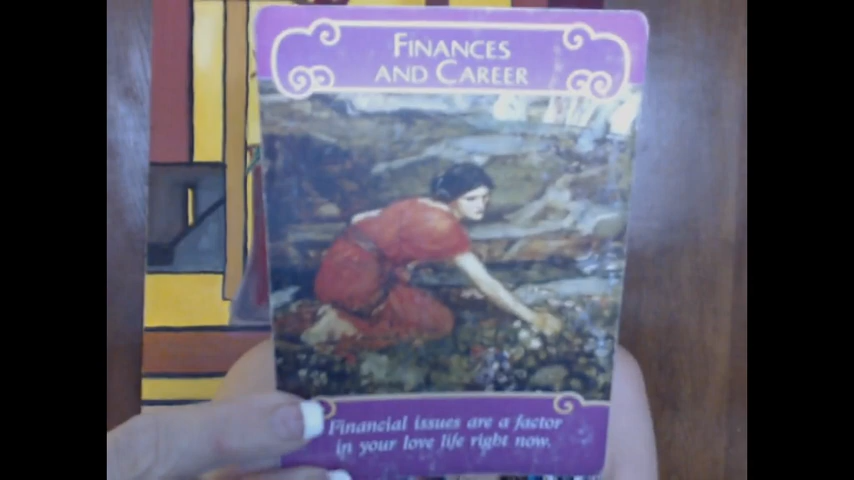 FINANCES
AND CAREER
Financial issues are a factor
in your love life right now.